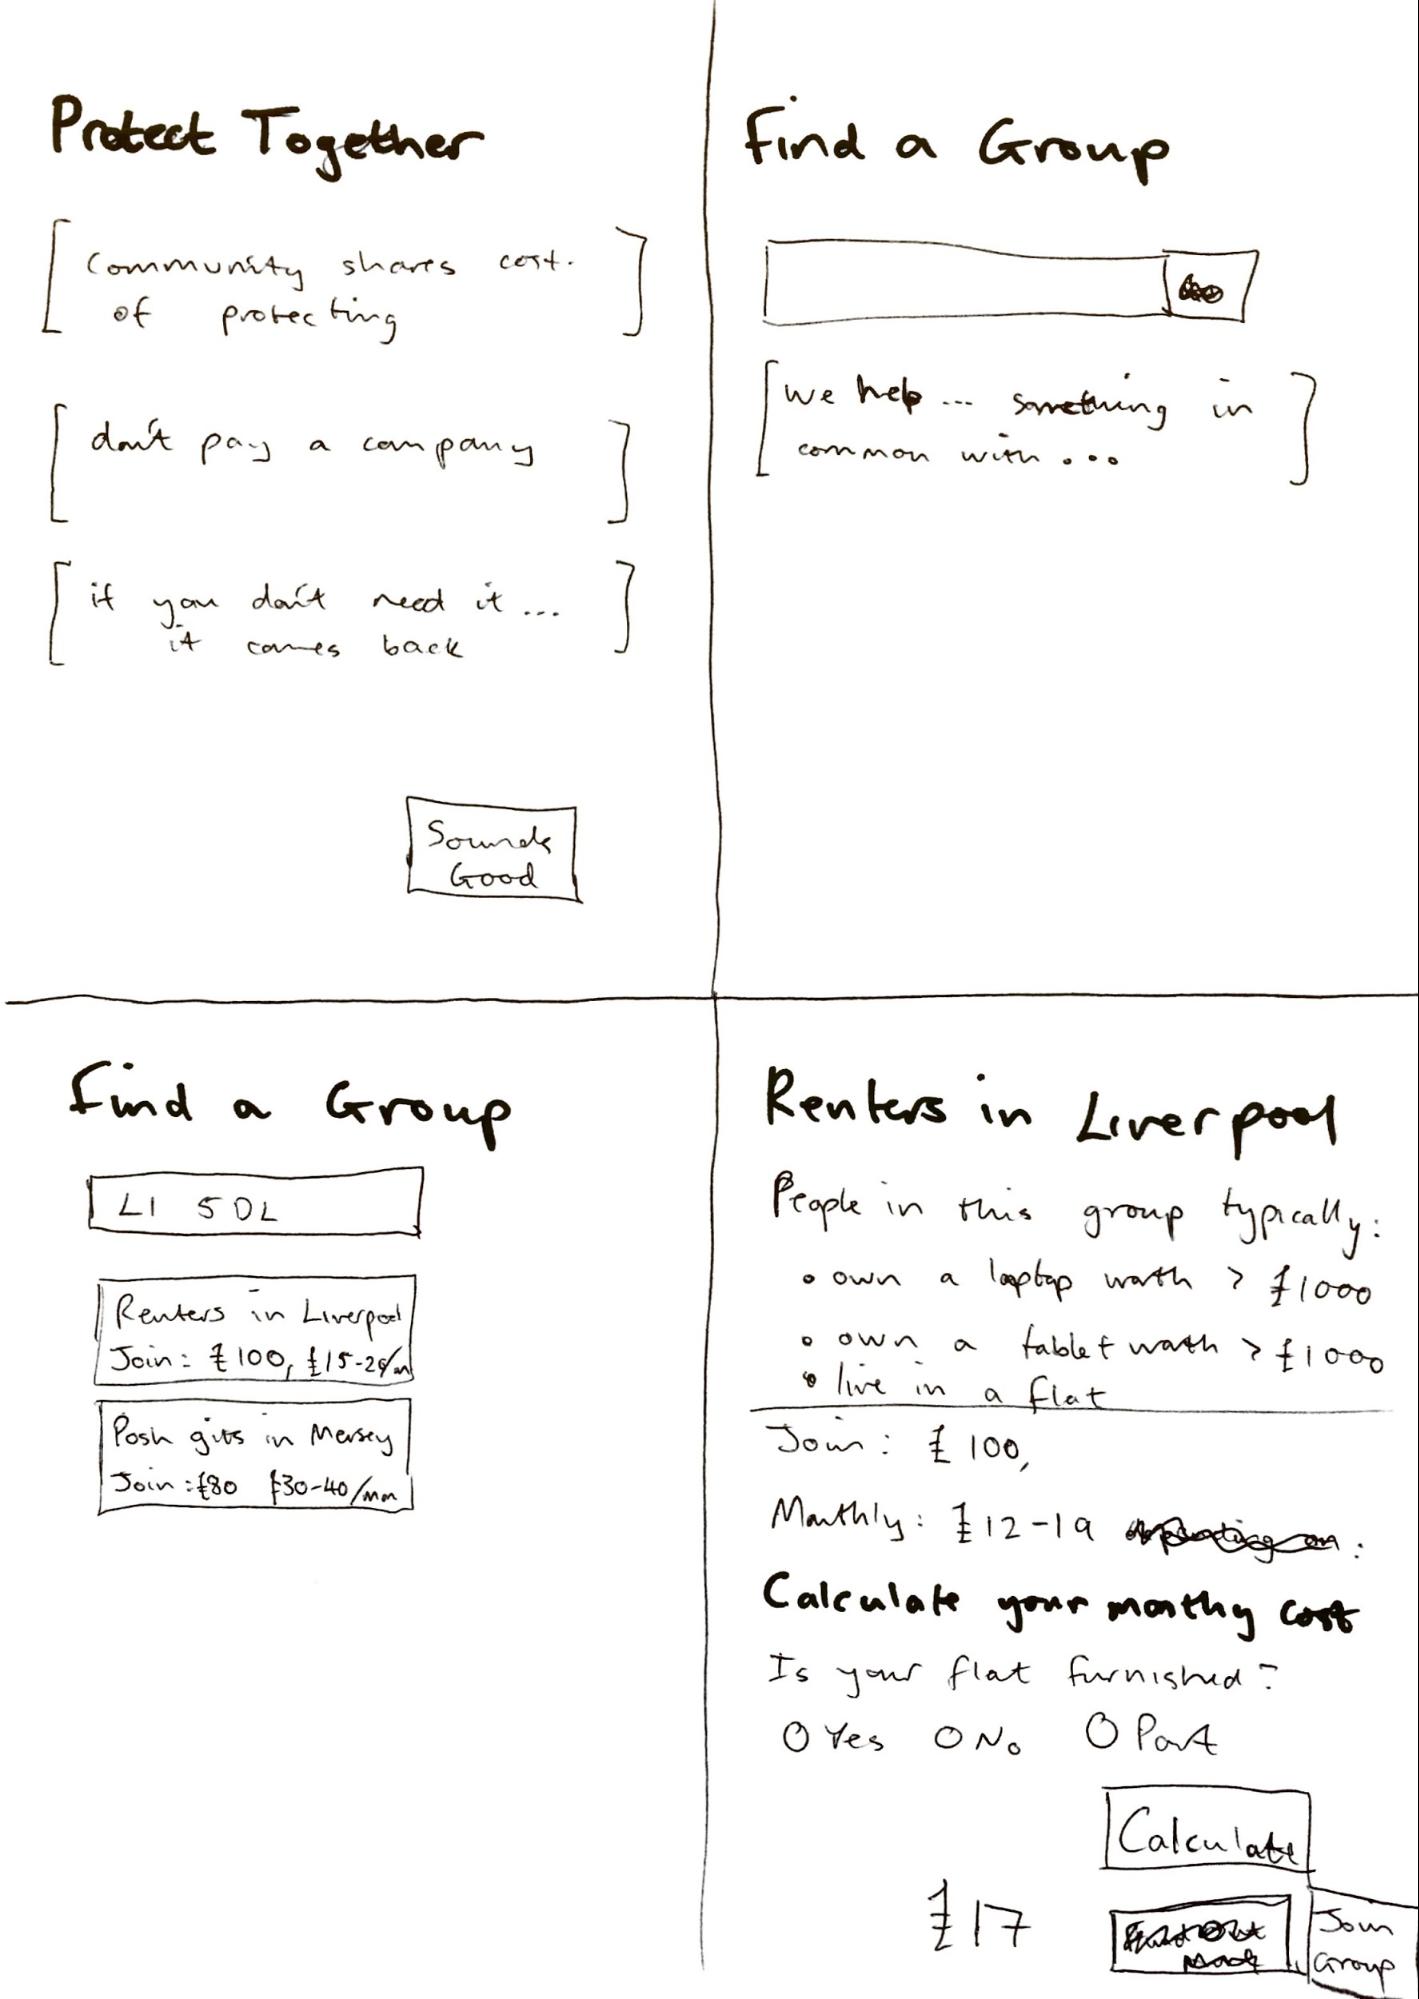 Protect Together
[ Community shares cost.
of protecting ]
[ don't pay a company ]
[ if you don't need it ...
it comes back ]
Sounds
Good
Find a Group
[ we help ... something in
common with ... ]
Find a Group
L1 5DL
Renters in Liverpool
Join: £100, £15-20/m
Posh gits in Mersey
Join: £80 £30-40/mon
Renters in Liverpool
People in this group typically:
• own a laptop worth > £1000
• own a tablet worth > £1000
• live in a flat
Join: £100,
Monthly: £12-19 :
Calculate your monthy cost
Is your flat furnished?
O Yes O No O Part
Calculate
£17
Join
Group